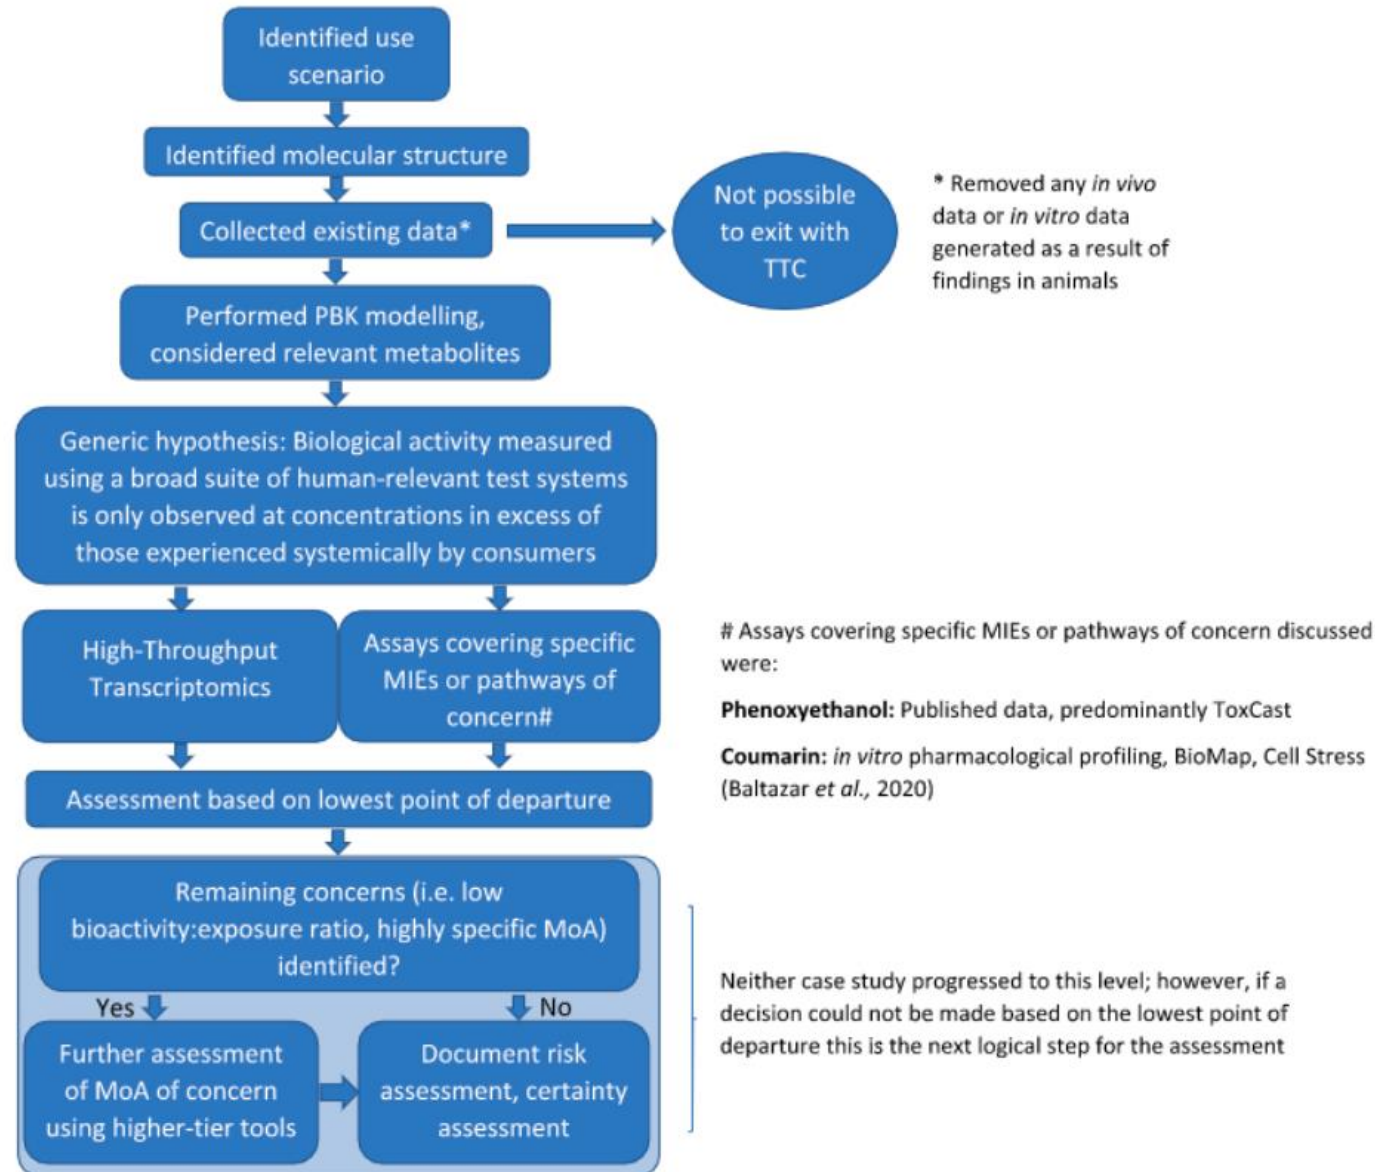 Identified use
scenario
Identified molecular structure
Collected existing data*
Not possible
to exit with
TTC
* Removed any in vivo
data or in vitro data
generated as a result of
findings in animals
Performed PBK modelling,
considered relevant metabolites
Generic hypothesis: Biological activity measured
using a broad suite of human-relevant test systems
is only observed at concentrations in excess of
those experienced systemically by consumers
High-Throughput
Transcriptomics
Assays covering specific
MIEs or pathways of
concern#
# Assays covering specific MIEs or pathways of concern discussed
were:
Phenoxyethanol: Published data, predominantly ToxCast
Coumarin: in vitro pharmacological profiling, BioMap, Cell Stress
(Baltazar et al., 2020)
Assessment based on lowest point of departure
Remaining concerns (i.e. low
bioactivity:exposure ratio, highly specific MoA)
identified?
Yes
No
Further assessment
of MoA of concern
using higher-tier tools
Document risk
assessment, certainty
assessment
Neither case study progressed to this level; however, if a
decision could not be made based on the lowest point of
departure this is the next logical step for the assessment